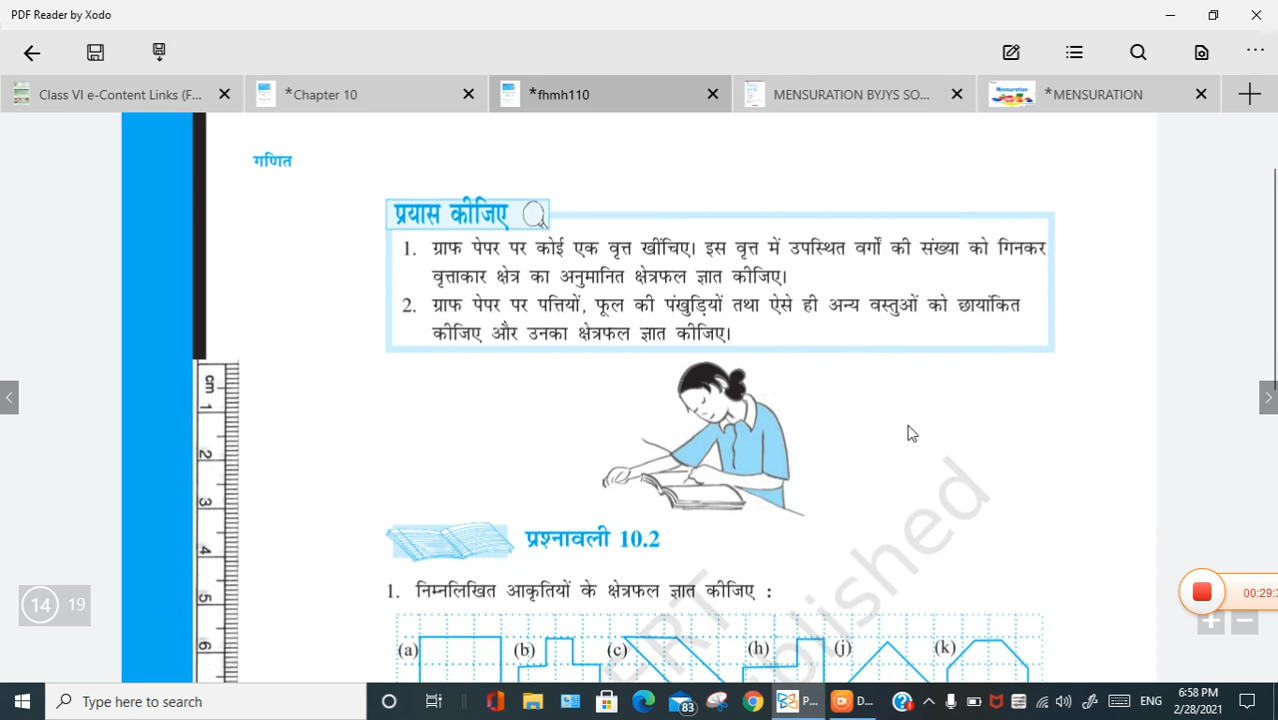 PDF Reader by Xodo
Class VI e-Content Links (F...
*Chapter 10
*fhmh110
MENSURATION BYJYS SO...
*MENSURATION
गणित
प्रयास कीजिए
1. ग्राफ पेपर पर कोई एक वृत्त खींचिए। इस वृत्त में उपस्थित वर्गों की संख्या को गिनकर
वृत्ताकार क्षेत्र का अनुमानित क्षेत्रफल ज्ञात कीजिए।
2. ग्राफ पेपर पर पत्तियों, फूल की पंखुड़ियों तथा ऐसे ही अन्य वस्तुओं को छायांकित
कीजिए और उनका क्षेत्रफल ज्ञात कीजिए।
cm 1
2
3
4
5
6
प्रश्नावली 10.2
1. निम्नलिखित आकृतियों के क्षेत्रफल ज्ञात कीजिए :
(a) (b) (c) (h) (j) (k)
14 19
00:29:3
Type here to search
83
P...
D...
ENG
6:58 PM
2/28/2021